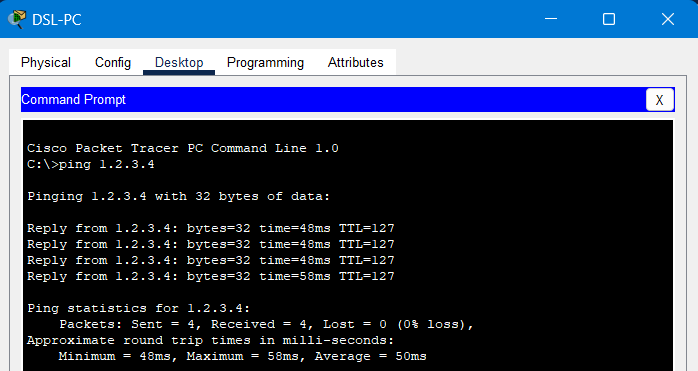 DSL-PC
Physical Config Desktop Programming Attributes
Command Prompt X
Cisco Packet Tracer PC Command Line 1.0
C:\>ping 1.2.3.4
Pinging 1.2.3.4 with 32 bytes of data:
Reply from 1.2.3.4: bytes=32 time=48ms TTL=127
Reply from 1.2.3.4: bytes=32 time=48ms TTL=127
Reply from 1.2.3.4: bytes=32 time=48ms TTL=127
Reply from 1.2.3.4: bytes=32 time=58ms TTL=127
Ping statistics for 1.2.3.4:
    Packets: Sent = 4, Received = 4, Lost = 0 (0% loss),
Approximate round trip times in milli-seconds:
    Minimum = 48ms, Maximum = 58ms, Average = 50ms